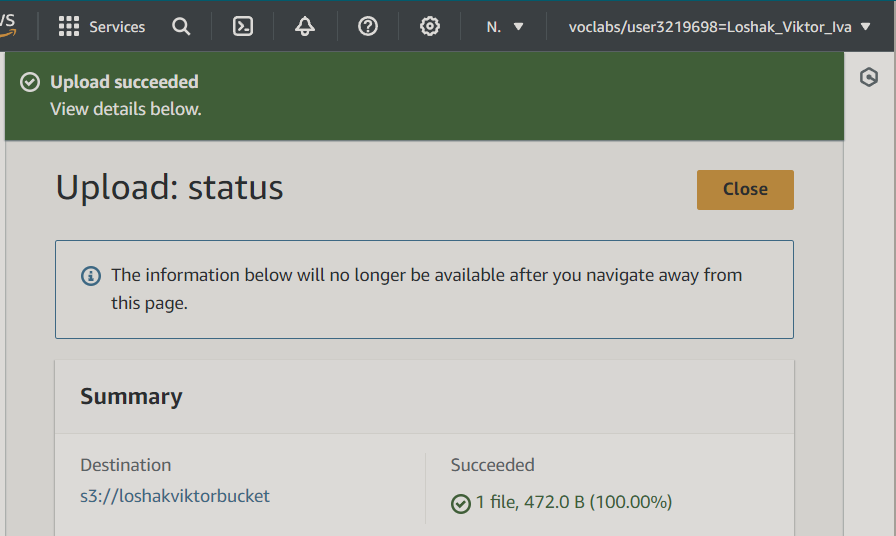 Services
N.
voclabs/user3219698=Loshak_Viktor_Iva
Upload succeeded
View details below.
Upload: status
Close
The information below will no longer be available after you navigate away from
this page.
Summary
Destination
Succeeded
s3://loshakviktorbucket
1 file, 472.0 B (100.00%)